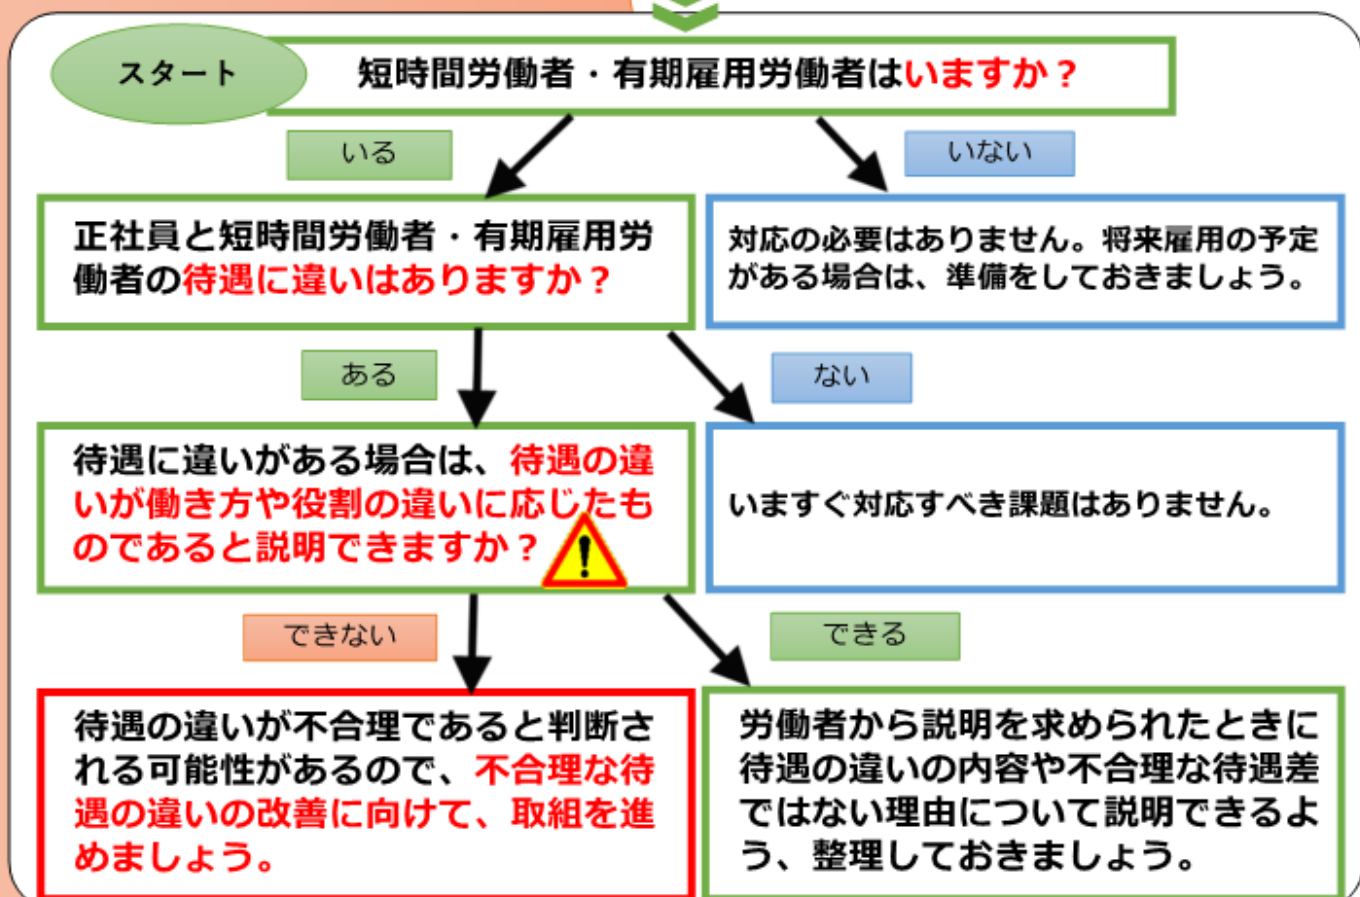 スタート
短時間労働者・有期雇用労働者はいますか？
いる
いない
正社員と短時間労働者・有期雇用労
働者の待遇に違いはありますか？
対応の必要はありません。将来雇用の予定
がある場合は、準備をしておきましょう。
ある
ない
待遇に違いがある場合は、待遇の違
いが働き方や役割の違いに応じたも
のであると説明できますか？
いますぐ対応すべき課題はありません。
できない
できる
待遇の違いが不合理であると判断さ
れる可能性があるので、不合理な待
遇の違いの改善に向けて、取組を進
めましょう。
労働者から説明を求められたときに
待遇の違いの内容や不合理な待遇差
ではない理由について説明できるよ
う、整理しておきましょう。